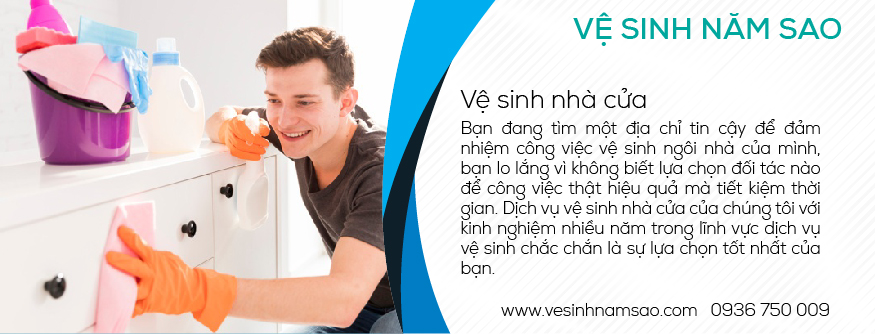 VỆ SINH NĂM SAO
Vệ sinh nhà cửa
Bạn đang tìm một địa chỉ tin cậy để đảm
nhiệm công việc vệ sinh ngôi nhà của mình,
bạn lo lắng vì không biết lựa chọn đối tác nào
để công việc thật hiệu quả mà tiết kiệm thời
gian. Dịch vụ vệ sinh nhà cửa của chúng tôi với
kinh nghiệm nhiều năm trong lĩnh vực dịch vụ
vệ sinh chắc chắn là sự lựa chọn tốt nhất của
bạn.
www.vesinhnamsao.com 0936 750 009